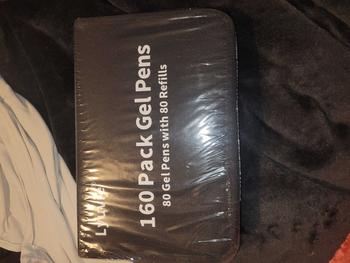 160 Pack Gel Pens
80 Gel Pens with 80 Refills